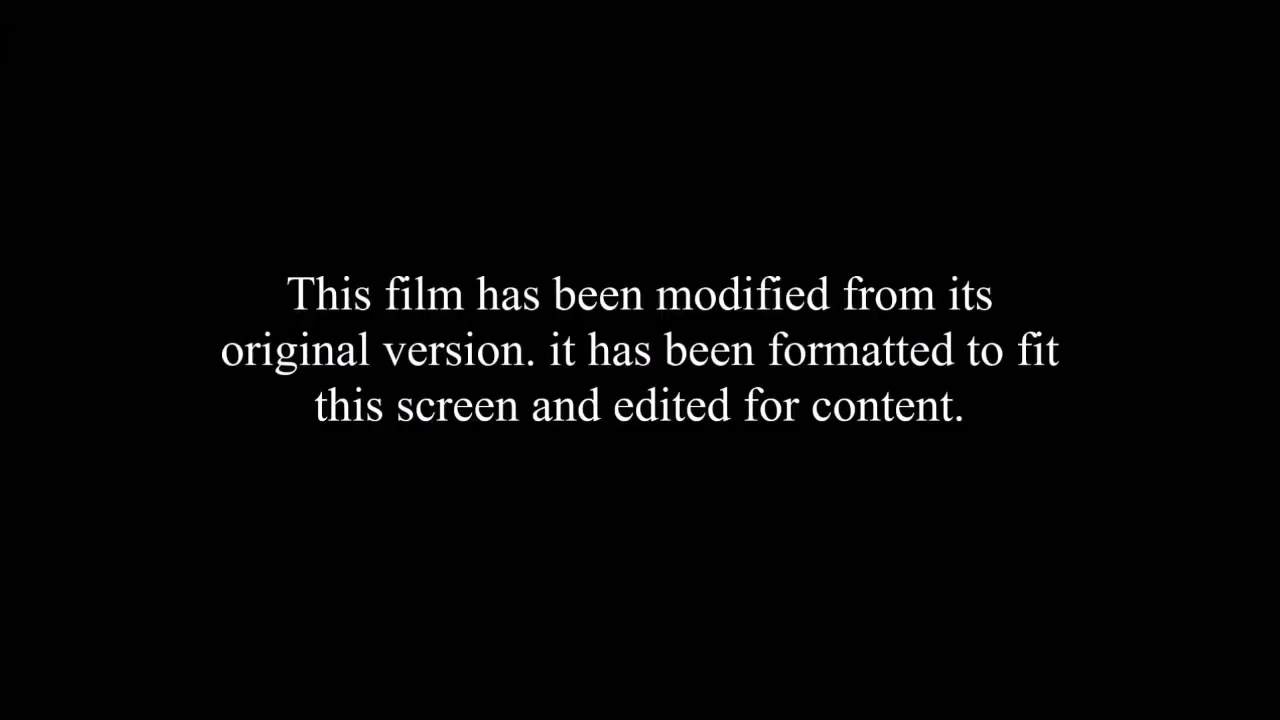 This film has been modified from its
original version. it has been formatted to fit
this screen and edited for content.